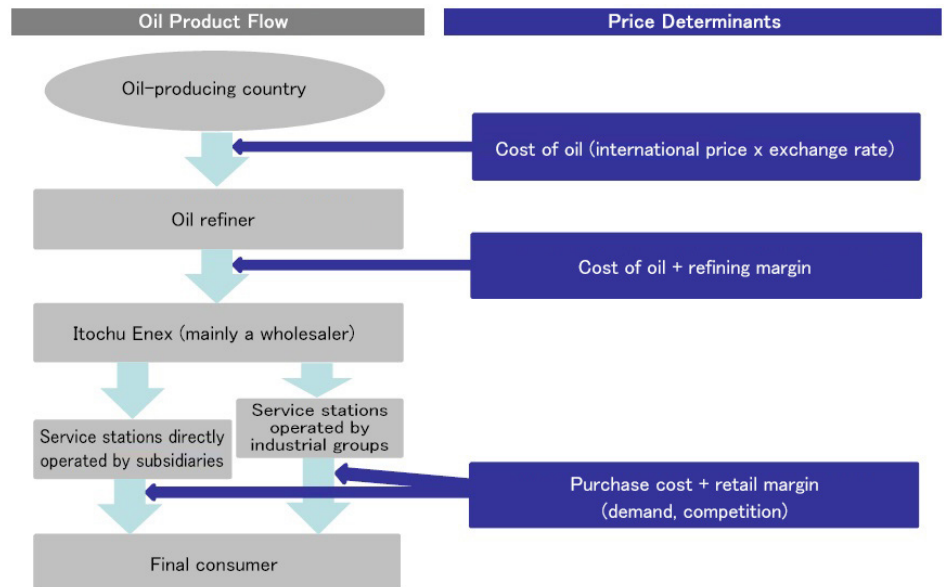 Oil Product Flow
Price Determinants
Oil-producing country
Cost of oil (international price x exchange rate)
Oil refiner
Cost of oil + refining margin
Itochu Enex (mainly a wholesaler)
Service stations directly
operated by subsidiaries
Service stations
operated by
industrial groups
Purchase cost + retail margin
(demand, competition)
Final consumer